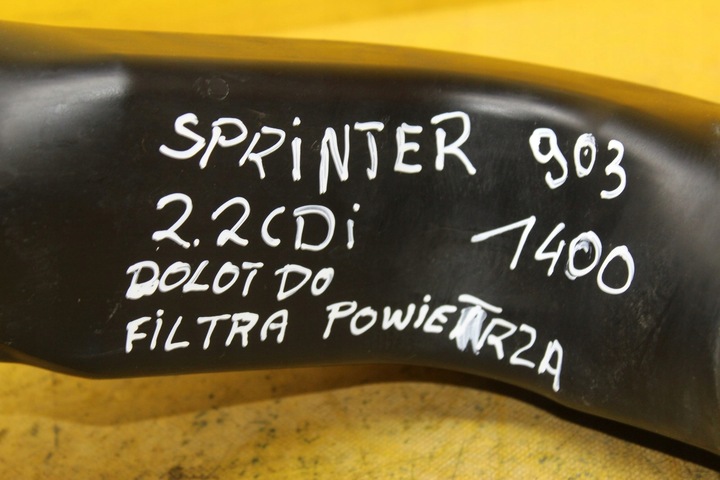 SPRiNTER 903
2.2CDi 1400
DOLOT DO
FiLTRA POWiETRZA